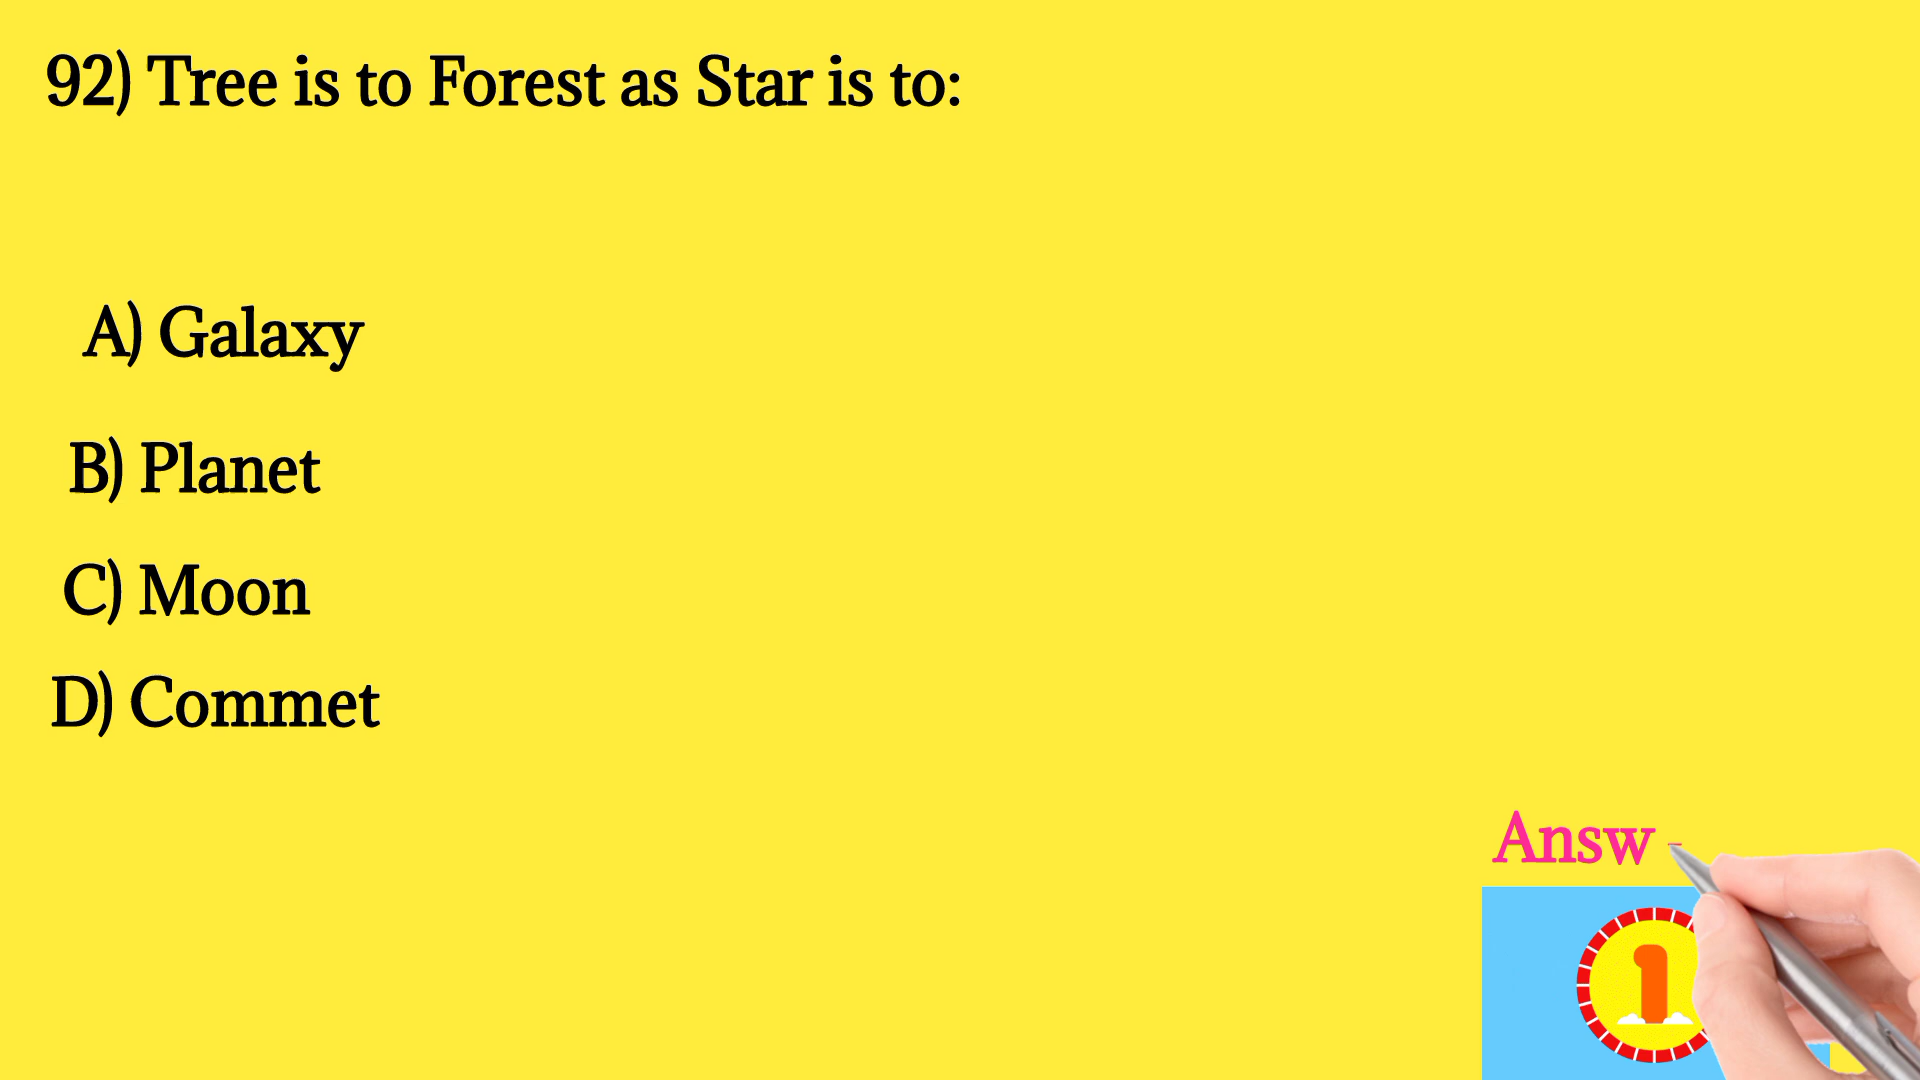 92) Tree is to Forest as Star is to:
A) Galaxy
B) Planet
C) Moon
D) Commet
Answ
1